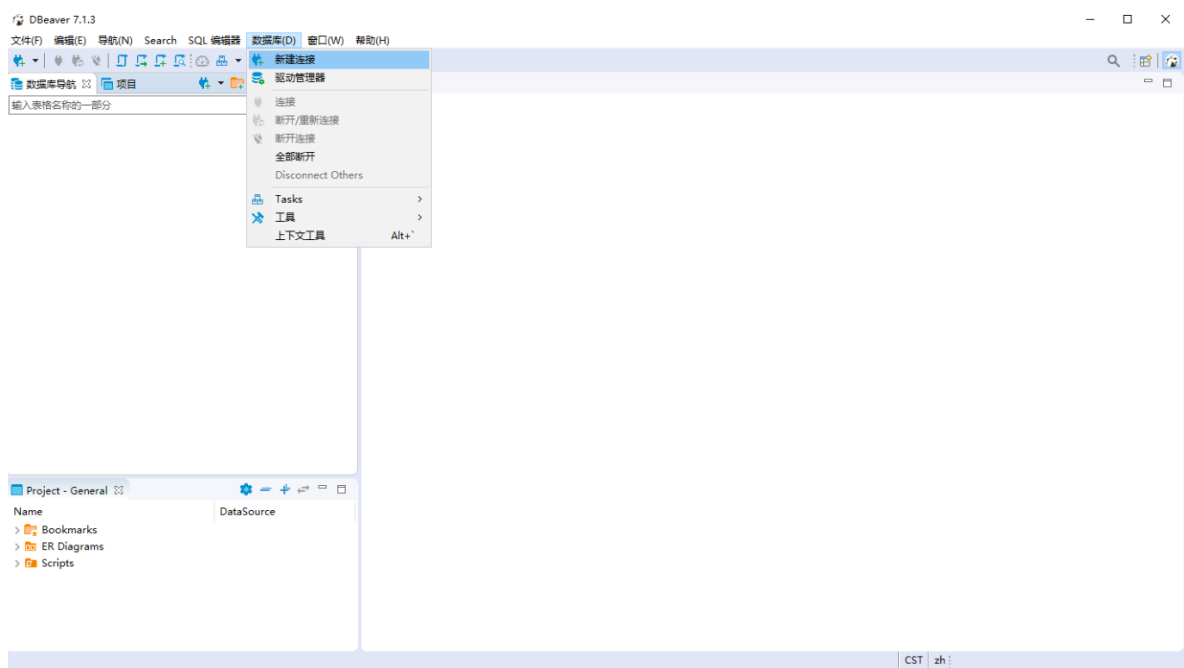 DBeaver 7.1.3
文件(F) 编辑(E) 导航(N) Search SQL 编辑器 数据库(D) 窗口(W) 帮助(H)
新建连接
数据库导航 项目
驱动管理器
输入表格名称的一部分
连接
断开/重新连接
断开连接
全部断开
Disconnect Others
Tasks
工具
上下文工具 Alt+`
Project - General
Name DataSource
Bookmarks
ER Diagrams
Scripts
CST zh